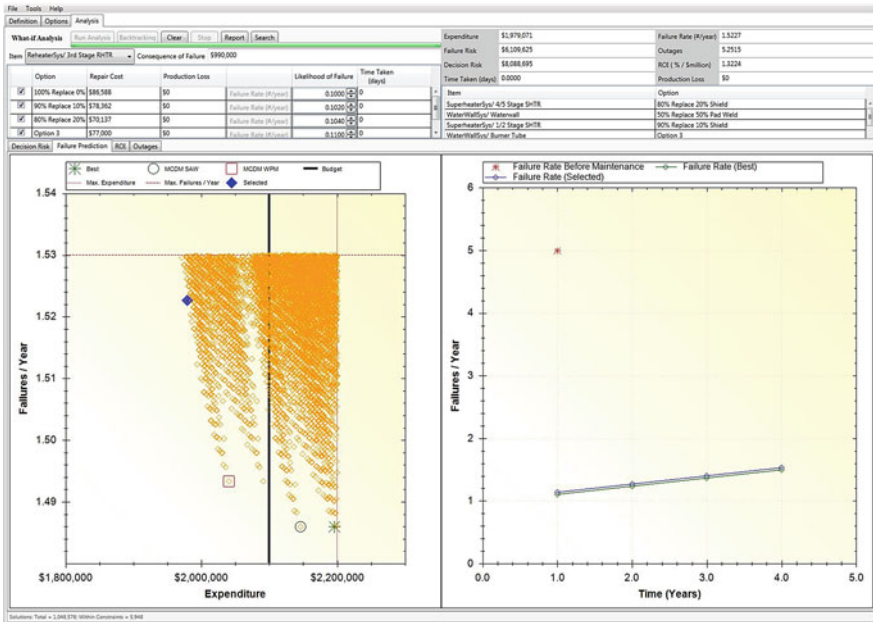 File Tools Help
Definition Options Analysis
What-if Analysis Run Analysis Backtracking Clear Stop Report Search
Item ReheaterSys/ 3rd Stage RHTR Consequence of Failure $990,000
Option Repair Cost Production Loss Likelihood of Failure Time Taken (days)
100% Replace 0% $86,588 $0 Failure Rate (#/year) 0.1000 0
90% Replace 10% $78,362 $0 Failure Rate (#/year) 0.1020 0
80% Replace 20% $70,137 $0 Failure Rate (#/year) 0.1040 0
Option 3 $77,000 $0 Failure Rate (#/year) 0.1100 0
Expenditure $1,979,071 Failure Rate (#/year) 1.5227
Failure Risk $6,109,625 Outages 5.2515
Decision Risk $8,088,695 ROI ( % / $million)
Time Taken (days) 0.0000 Production Loss $0
Item Option
SuperheaterSys/ 4/5 Stage SHTR 80% Replace 20% Shield
WaterWallSys/ Waterwall 50% Replace 50% Pad Weld
SuperheaterSys/ 1/2 Stage SHTR 90% Replace 10% Shield
WaterWallSys/ Burner Tube Option 3
Decision Risk Failure Prediction ROI Outages
Best MCDM SAW MCDM WPM Budget
Max. Expenditure Max. Failures / Year Selected
1.54
1.53
1.52
1.51
1.50
1.49
Failures / Year
$1,800,000 $2,000,000 $2,200,000
Expenditure
Failure Rate Before Maintenance Failure Rate (Best)
Failure Rate (Selected)
6
5
4
3
2
1
0
Failures / Year
0.0 1.0 2.0 3.0 4.0 5.0
Time (Years)
Solutions: Total = 1,048,576; Within Constraints = 5,948